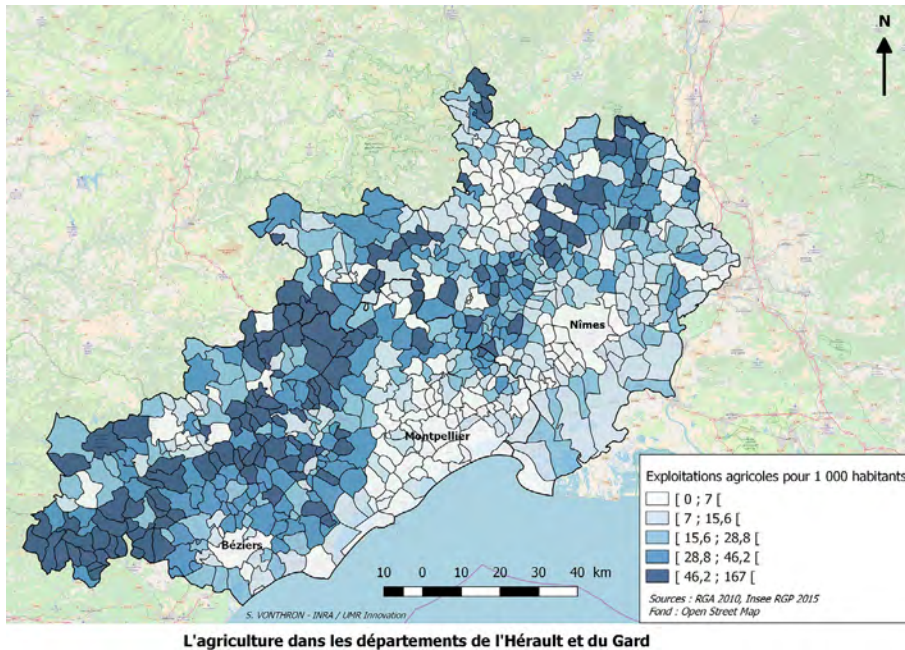 N
Nîmes
Montpellier
Béziers
Exploitations agricoles pour 1 000 habitants
[ 0 ; 7 [
[ 7 ; 15,6 [
[ 15,6 ; 28,8 [
[ 28,8 ; 46,2 [
[ 46,2 ; 167 [
Sources : RGA 2010, Insee RGP 2015
Fond : Open Street Map
10 0 10 20 30 40 km
S. VONTHRON - INRA / UMR Innovation
L'agriculture dans les départements de l'Hérault et du Gard